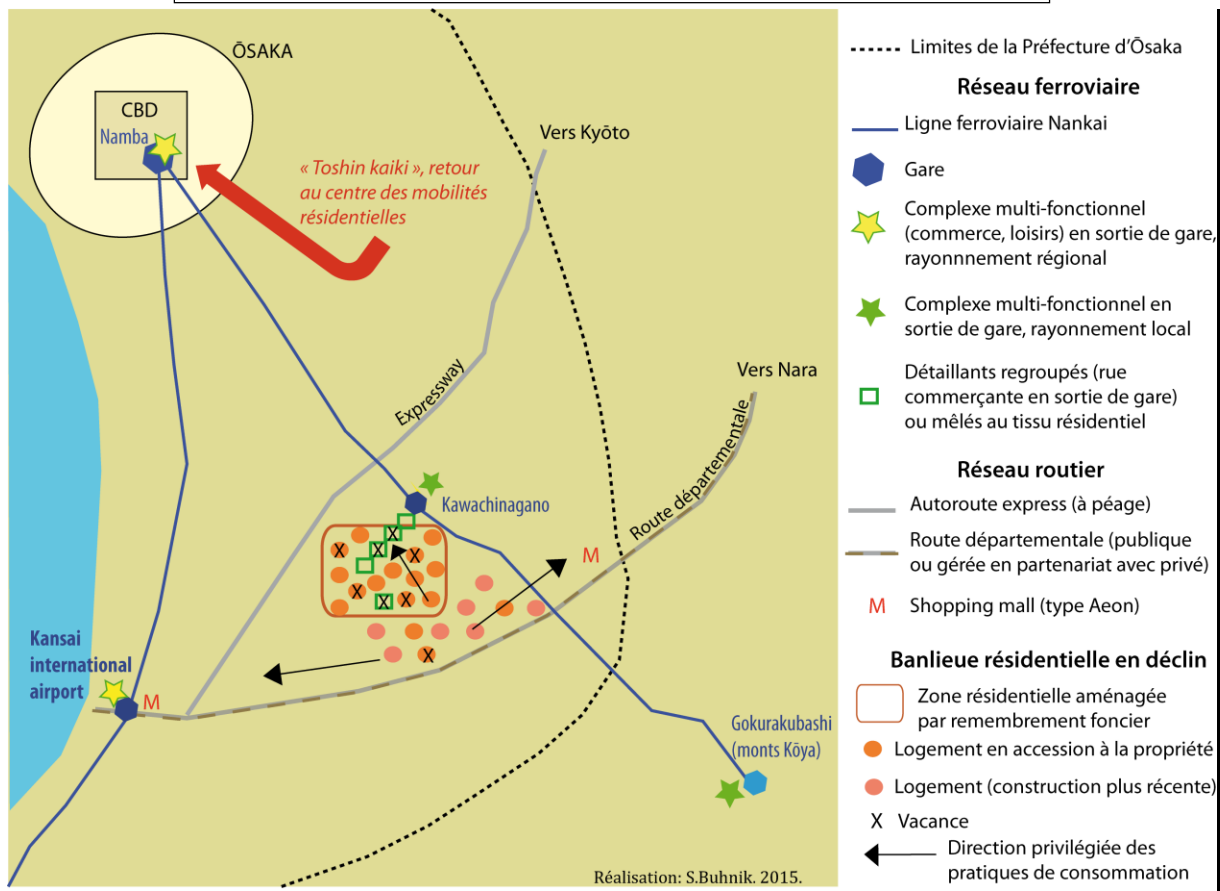 ŌSAKA
CBD
Namba
« Toshin kaiki », retour
au centre des mobilités
résidentielles
Vers Kyōto
Expressway
Vers Nara
Route départementale
Kawachinagano
M
X
X
X
X
X
X
X
X
Kansai
international
airport
M
Gokurakubashi
(monts Kōya)
Réalisation: S.Buhnik. 2015.
Limites de la Préfecture d'Ōsaka
Réseau ferroviaire
Ligne ferroviaire Nankai
Gare
Complexe multi-fonctionnel
(commerce, loisirs) en sortie de gare,
rayonnnement régional
Complexe multi-fonctionnel en
sortie de gare, rayonnement local
Détaillants regroupés (rue
commerçante en sortie de gare)
ou mêlés au tissu résidentiel
Réseau routier
Autoroute express (à péage)
Route départementale (publique
ou gérée en partenariat avec privé)
M Shopping mall (type Aeon)
Banlieue résidentielle en déclin
Zone résidentielle aménagée
par remembrement foncier
Logement en accession à la propriété
Logement (construction plus récente)
X Vacance
Direction privilégiée des
pratiques de consommation